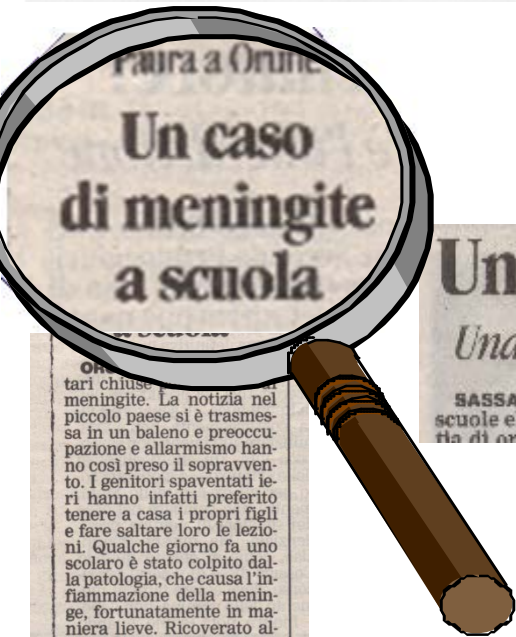 Paura a Orune
Un caso
di meningite
a scuola
a scuola
tari chiuse
meningite. La notizia nel
piccolo paese si è trasmes-
sa in un baleno e preoccu-
pazione e allarmismo han-
no così preso il sopravven-
to. I genitori spaventati ie-
ri hanno infatti preferito
tenere a casa i propri figli
e fare saltare loro le lezio-
ni. Qualche giorno fa uno
scolaro è stato colpito dal-
la patologia, che causa l'in-
fiammazione della menin-
ge, fortunatamente in ma-
niera lieve. Ricoverato al-
Un
Una
SASSA
scuole e
tia di or